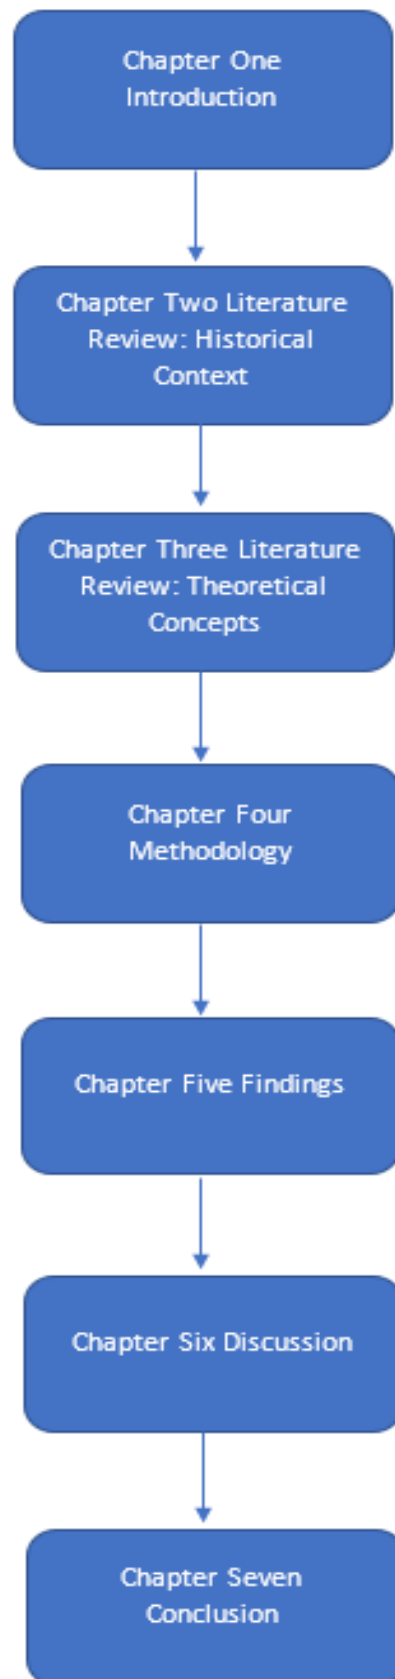 Chapter One
Introduction
Chapter Two Literature
Review: Historical
Context
Chapter Three Literature
Review: Theoretical
Concepts
Chapter Four
Methodology
Chapter Five Findings
Chapter Six Discussion
Chapter Seven
Conclusion